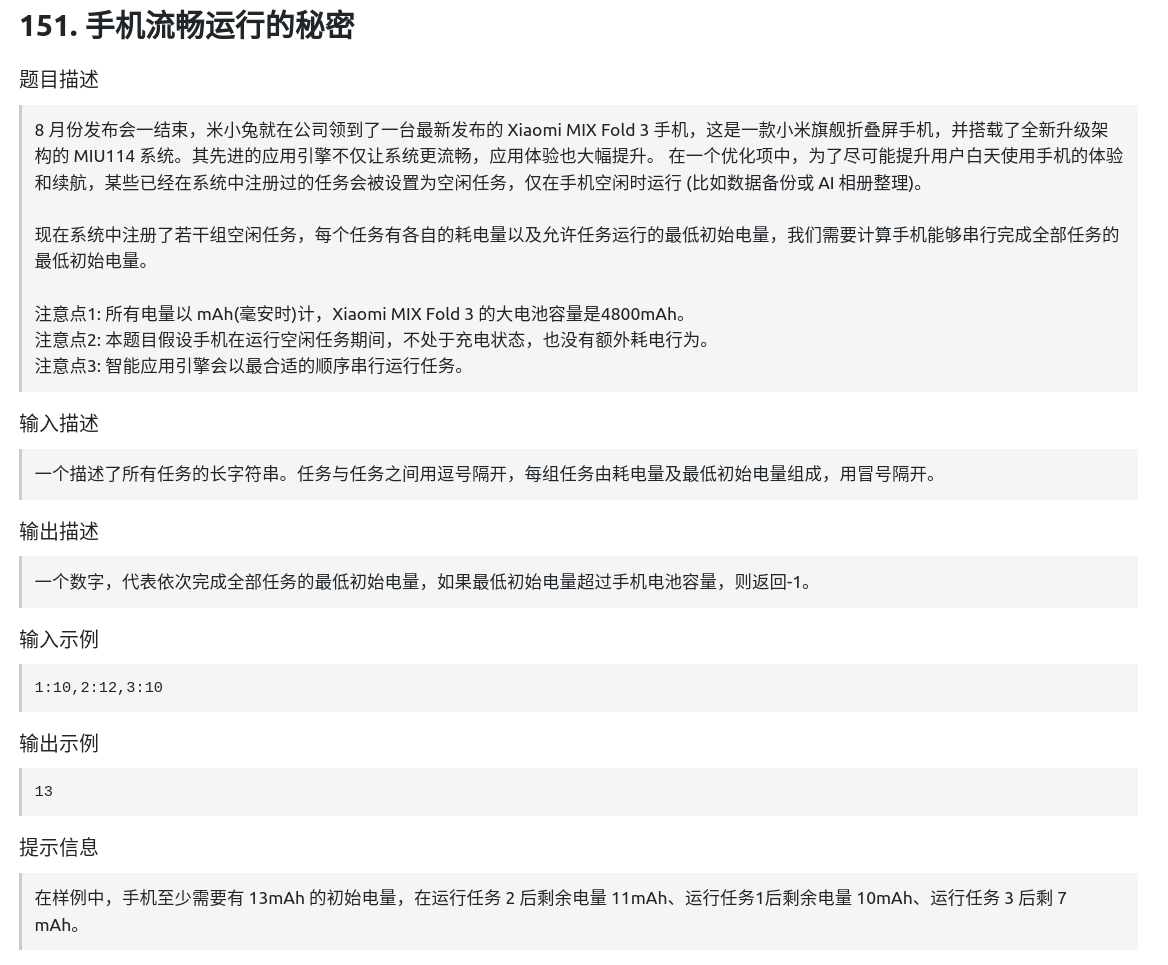 151. 手机流畅运行的秘密
题目描述
8 月份发布会一结束，米小兔就在公司领到了一台最新发布的 Xiaomi MIX Fold 3 手机，这是一款小米旗舰折叠屏手机，并搭载了全新升级架
构的 MIU114 系统。其先进的应用引擎不仅让系统更流畅，应用体验也大幅提升。 在一个优化项中，为了尽可能提升用户白天使用手机的体验
和续航，某些已经在系统中注册过的任务会被设置为空闲任务，仅在手机空闲时运行 (比如数据备份或 AI 相册整理)。
现在系统中注册了若干组空闲任务，每个任务有各自的耗电量以及允许任务运行的最低初始电量，我们需要计算手机能够串行完成全部任务的
最低初始电量。
注意点1: 所有电量以 mAh(毫安时)计，Xiaomi MIX Fold 3 的大电池容量是4800mAh。
注意点2: 本题目假设手机在运行空闲任务期间，不处于充电状态，也没有额外耗电行为。
注意点3: 智能应用引擎会以最合适的顺序串行运行任务。
输入描述
一个描述了所有任务的长字符串。任务与任务之间用逗号隔开，每组任务由耗电量及最低初始电量组成，用冒号隔开。
输出描述
一个数字，代表依次完成全部任务的最低初始电量，如果最低初始电量超过手机电池容量，则返回-1。
输入示例
1:10,2:12,3:10
输出示例
13
提示信息
在样例中，手机至少需要有 13mAh 的初始电量，在运行任务 2 后剩余电量 11mAh、运行任务1后剩余电量 10mAh、运行任务 3 后剩 7
mAh。